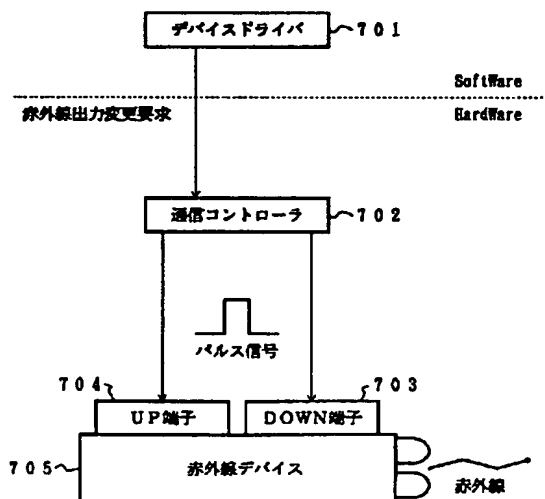 デバイスドライバ
701
SoftWare
赤外線出力変更要求
HardWare
通信コントローラ
702
パルス信号
704
703
UP端子
DOWN端子
705
赤外線デバイス
赤外線